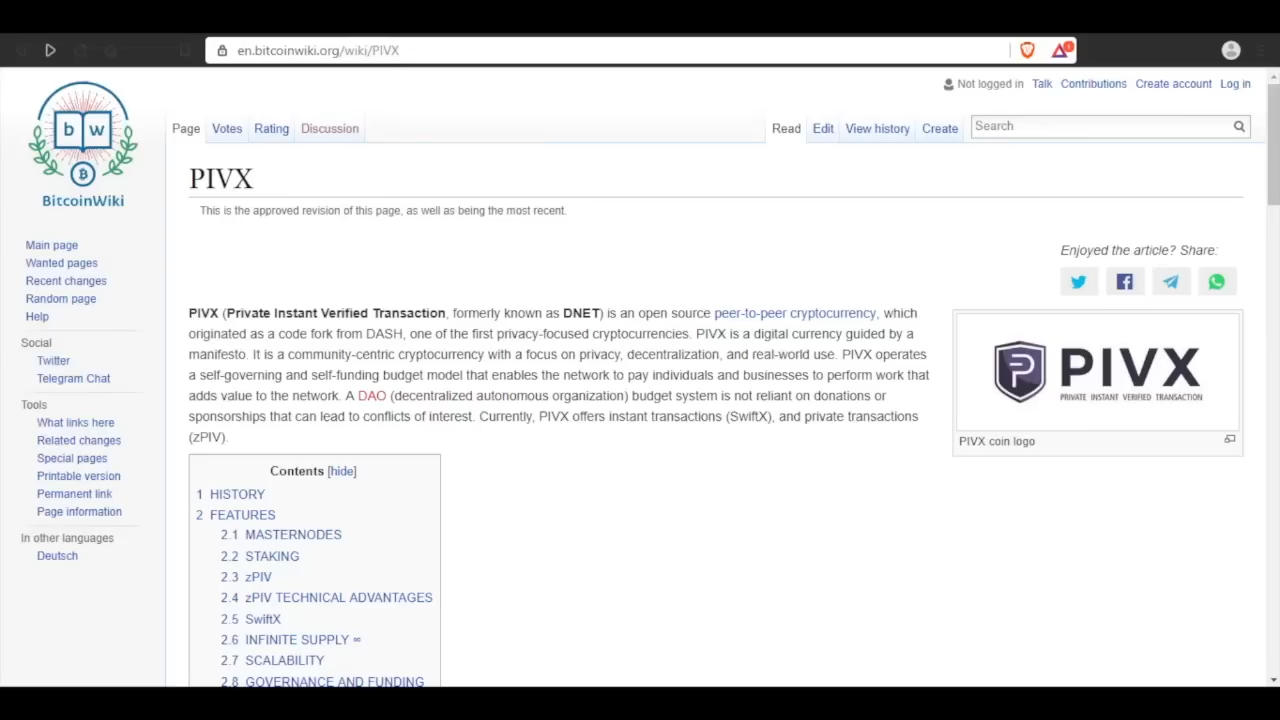 en.bitcoinwiki.org/wiki/PIVX
1
Not logged in Talk Contributions Create account Log in
Page Votes Rating Discussion Read Edit View history Create Search
b w
BitcoinWiki
PIVX
This is the approved revision of this page, as well as being the most recent.
Main page
Wanted pages
Recent changes
Random page
Help
Social
Twitter
Telegram Chat
Tools
What links here
Related changes
Special pages
Printable version
Permanent link
Page information
In other languages
Deutsch
Enjoyed the article? Share:
PIVX (Private Instant Verified Transaction, formerly known as DNET) is an open source peer-to-peer cryptocurrency, which
originated as a code fork from DASH, one of the first privacy-focused cryptocurrencies. PIVX is a digital currency guided by a
manifesto. It is a community-centric cryptocurrency with a focus on privacy, decentralization, and real-world use. PIVX operates
a self-governing and self-funding budget model that enables the network to pay individuals and businesses to perform work that
adds value to the network. A DAO (decentralized autonomous organization) budget system is not reliant on donations or
sponsorships that can lead to conflicts of interest. Currently, PIVX offers instant transactions (SwiftX), and private transactions
(zPIV).
PIVX
PRIVATE INSTANT VERIFIED TRANSACTION
PIVX coin logo
Contents [hide]
1 HISTORY
2 FEATURES
2.1 MASTERNODES
2.2 STAKING
2.3 zPIV
2.4 zPIV TECHNICAL ADVANTAGES
2.5 SwiftX
2.6 INFINITE SUPPLY ∞
2.7 SCALABILITY
2.8 GOVERNANCE AND FUNDING